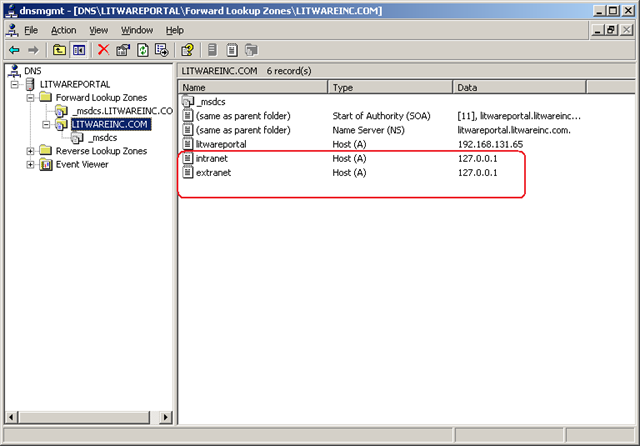 dnsmgmt - [DNS\LITWAREPORTAL\Forward Lookup Zones\LITWAREINC.COM]
File Action View Window Help
DNS
LITWAREPORTAL
Forward Lookup Zones
_msdcs.LITWAREINC.CO
LITWAREINC.COM
_msdcs
Reverse Lookup Zones
Event Viewer
LITWAREINC.COM 6 record(s)
Name Type Data
_msdcs
(same as parent folder) Start of Authority (SOA) [11], litwareportal.litwareinc...
(same as parent folder) Name Server (NS) litwareportal.litwareinc.com.
litwareportal Host (A) 192.168.131.65
intranet Host (A) 127.0.0.1
extranet Host (A) 127.0.0.1